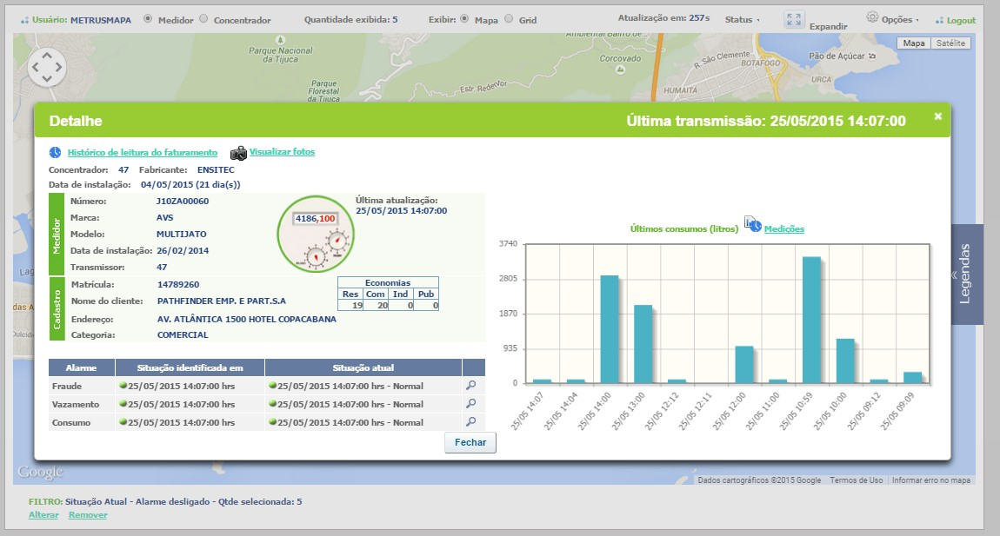 Usuário: METRUSMAPA Medidor Concentrador Quantidade exibida: 5 Exibir: Mapa Grid Atualização em: 257s Status Expandir Opções Logout
Parque Nacional
da Tijuca
Corcovado
R. São Clemente
BOTAFOGO
Pão de Açúcar
URCA
HUMAITÁ
Parque
Florestal
da Tijuca
Estr. Redentor
Mapa Satélite
Detalhe Última transmissão: 25/05/2015 14:07:00 ×
Histórico de leitura do faturamento Visualizar fotos
Concentrador: 47 Fabricante: ENSITEC
Data de instalação: 04/05/2015 (21 dia(s))
Medidor
Número: J10ZA00060
Marca: AVS
Modelo: MULTIJATO
Data de instalação: 26/02/2014
Transmissor: 47
4186,100
Última atualização:
25/05/2015 14:07:00
Cadastro
Matrícula: 14789260
Nome do cliente: PATHFINDER EMP. E PART.S.A
Endereço: AV. ATLÂNTICA 1500 HOTEL COPACABANA
Categoria: COMERCIAL
Economias
Res Com Ind Pub
19 20 0 0
Alarme Situação identificada em Situação atual
Fraude 25/05/2015 14:07:00 hrs 25/05/2015 14:07:00 hrs - Normal
Vazamento 25/05/2015 14:07:00 hrs 25/05/2015 14:07:00 hrs - Normal
Consumo 25/05/2015 14:07:00 hrs 25/05/2015 14:07:00 hrs - Normal
Fechar
Últimos consumos (litros) Medições
3740
2805
1870
935
0
25/05 14:07 25/05 14:04 25/05 14:00 25/05 13:00 25/05 12:12 25/05 12:11 25/05 12:00 25/05 11:00 25/05 10:59 25/05 10:00 25/05 09:12 25/05 09:09
« Legendas
Google
Dados cartográficos ©2015 Google Termos de Uso Informar erro no mapa
FILTRO: Situação Atual - Alarme desligado - Qtde selecionada: 5
Alterar Remover